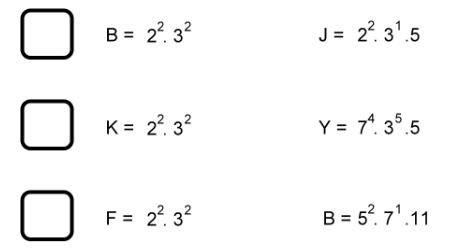 B = 2². 3² J = 2². 3¹.5
K = 2². 3² Y = 7⁴. 3⁵.5
F = 2². 3² B = 5². 7¹.11